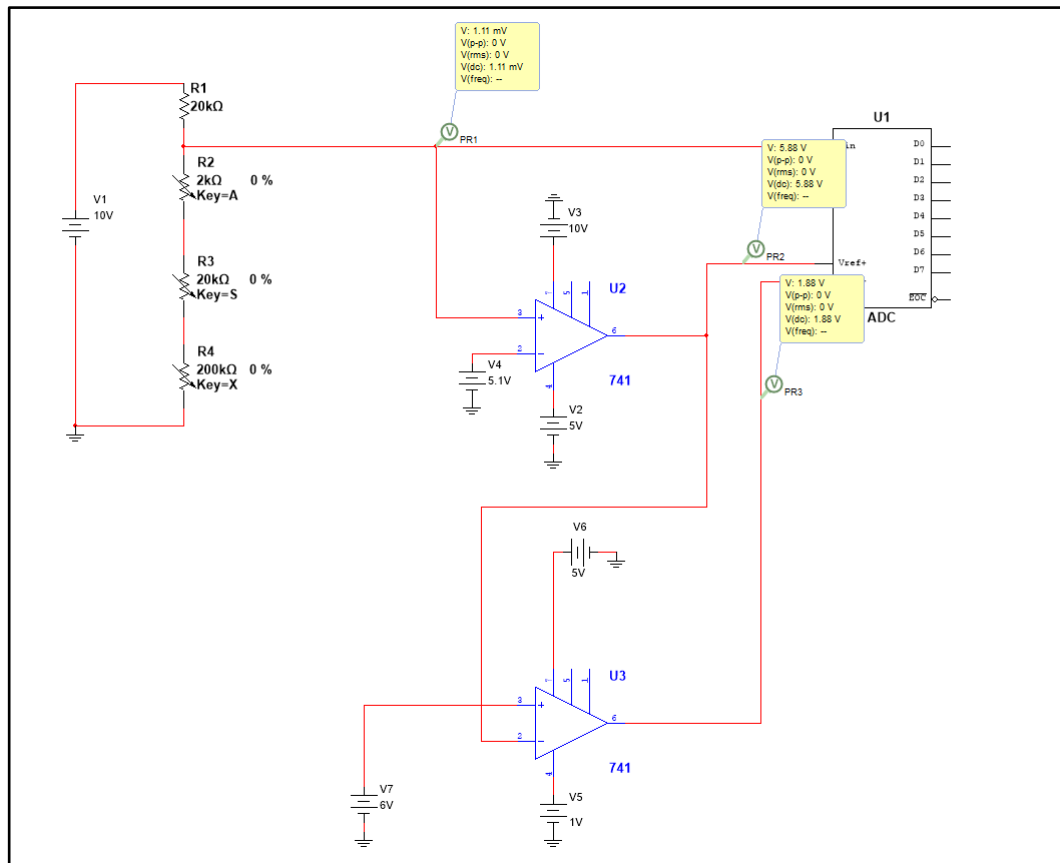 V: 1.11 mV
V(p-p): 0 V
V(rms): 0 V
V(dc): 1.11 mV
V(freq): --
PR1
R1
20kΩ
R2
2kΩ 0 %
Key=A
R3
20kΩ 0 %
Key=S
R4
200kΩ 0 %
Key=X
V1
10V
V3
10V
U2
7
5
1
3
+
2
−
6
4
741
V4
5.1V
V2
5V
V: 5.88 V
V(p-p): 0 V
V(rms): 0 V
V(dc): 5.88 V
V(freq): --
PR2
U1
in
D0
D1
D2
D3
D4
D5
D6
D7
Vref+
EOC
ADC
V: 1.88 V
V(p-p): 0 V
V(rms): 0 V
V(dc): 1.88 V
V(freq): --
PR3
V6
5V
U3
7
5
1
3
+
2
−
6
4
741
V7
6V
V5
1V